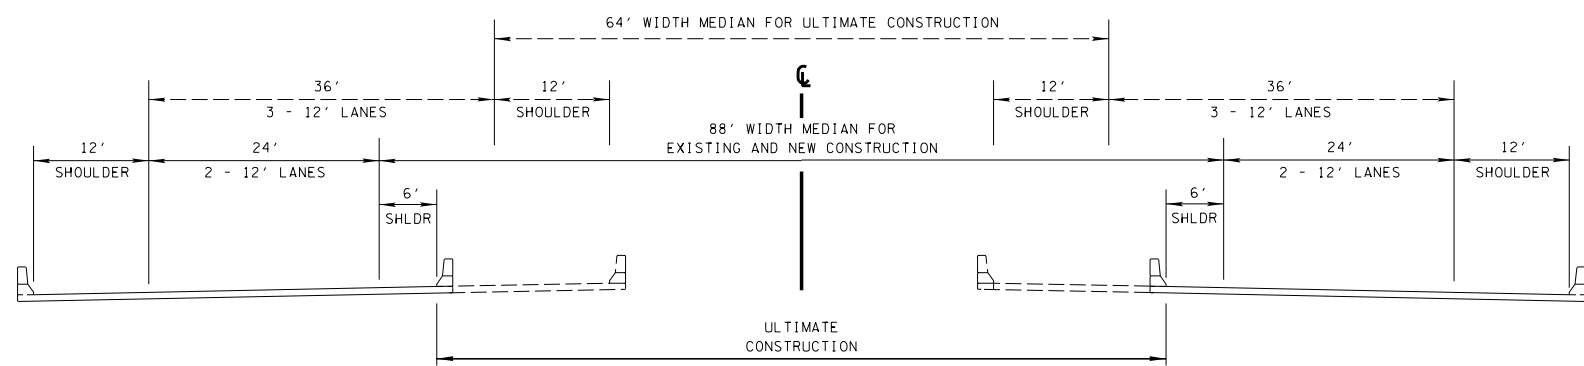 64' WIDTH MEDIAN FOR ULTIMATE CONSTRUCTION
℄
36'
12'
12'
36'
3 - 12' LANES
SHOULDER
SHOULDER
3 - 12' LANES
88' WIDTH MEDIAN FOR
EXISTING AND NEW CONSTRUCTION
12'
24'
24'
12'
SHOULDER
2 - 12' LANES
2 - 12' LANES
SHOULDER
6'
6'
SHLDR
SHLDR
ULTIMATE
CONSTRUCTION